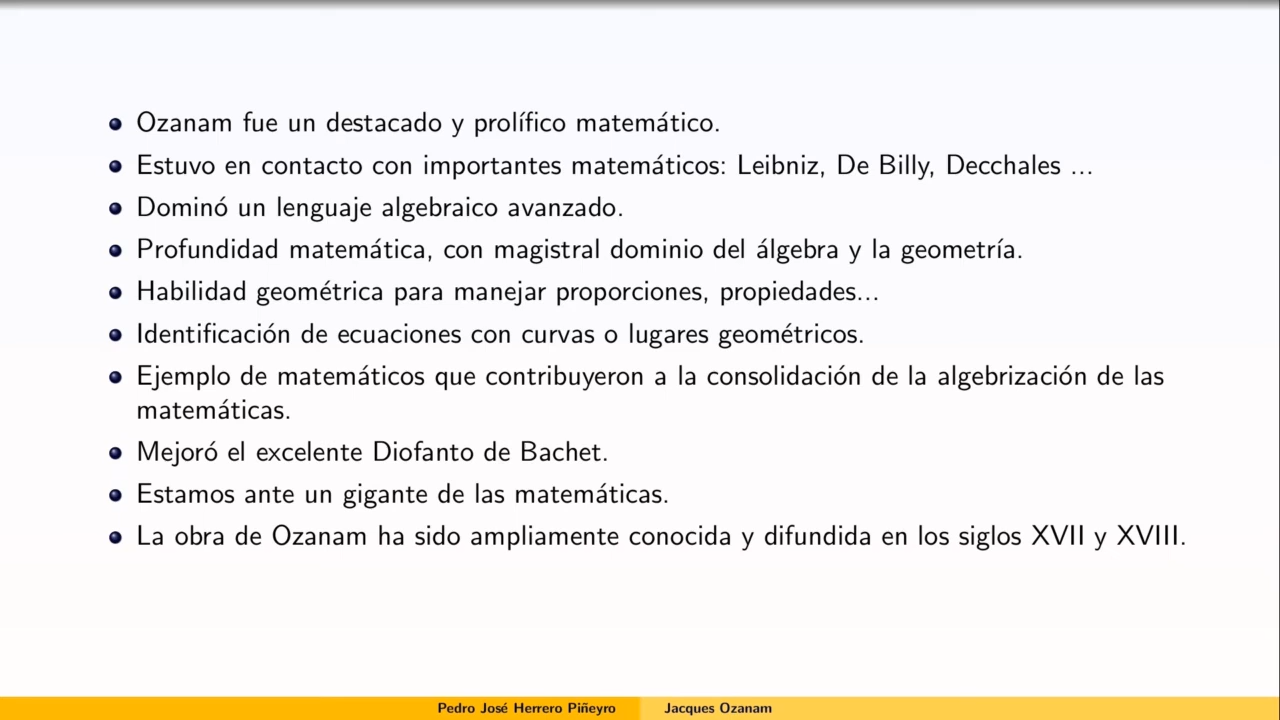 Ozanam fue un destacado y prolífico matemático.
Estuvo en contacto con importantes matemáticos: Leibniz, De Billy, Decchales ...
Dominó un lenguaje algebraico avanzado.
Profundidad matemática, con magistral dominio del álgebra y la geometría.
Habilidad geométrica para manejar proporciones, propiedades...
Identificación de ecuaciones con curvas o lugares geométricos.
Ejemplo de matemáticos que contribuyeron a la consolidación de la algebrización de las
matemáticas.
Mejoró el excelente Diofanto de Bachet.
Estamos ante un gigante de las matemáticas.
La obra de Ozanam ha sido ampliamente conocida y difundida en los siglos XVII y XVIII.
Pedro José Herrero Piñeyro Jacques Ozanam